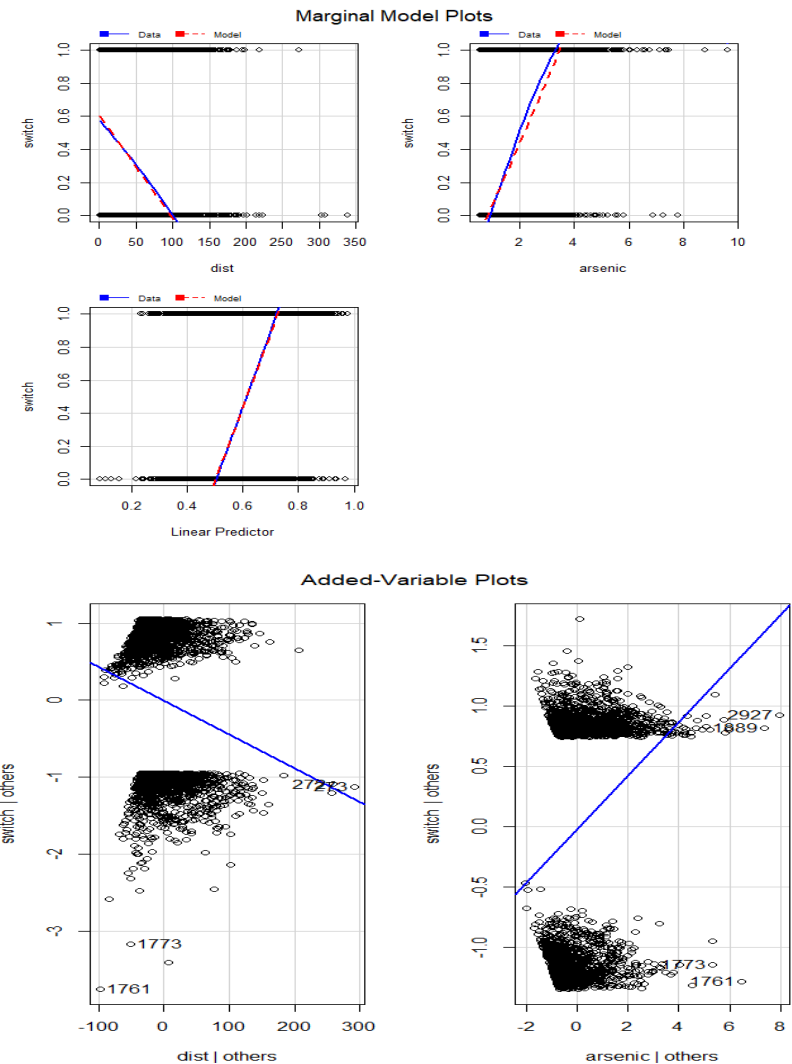 Marginal Model Plots
Data Model
Data Model
switch
0.0 0.2 0.4 0.6 0.8 1.0
0 50 100 150 200 250 300 350
dist
switch
0.0 0.2 0.4 0.6 0.8 1.0
2 4 6 8 10
arsenic
Data Model
switch
0.0 0.2 0.4 0.6 0.8 1.0
0.2 0.4 0.6 0.8 1.0
Linear Predictor
Added-Variable Plots
switch | others
-3 -2 -1 0 1
1773
1761
-100 0 100 200 300
dist | others
switch | others
-1.0 -0.5 0.0 0.5 1.0 1.5
2927
1889
1773
1761
-2 0 2 4 6 8
arsenic | others